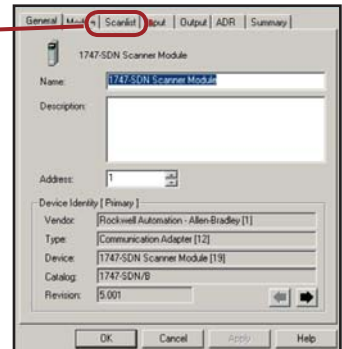 General Module Scanlist Input Output ADR Summary
1747-SDN Scanner Module
Name: 1747-SDN Scanner Module
Description:
Address: 1
Device Identity [ Primary ]
Vendor: Rockwell Automation - Allen-Bradley [1]
Type: Communication Adapter [12]
Device: 1747-SDN Scanner Module [19]
Catalog: 1747-SDN/B
Revision: 5.001
OK Cancel Apply Help